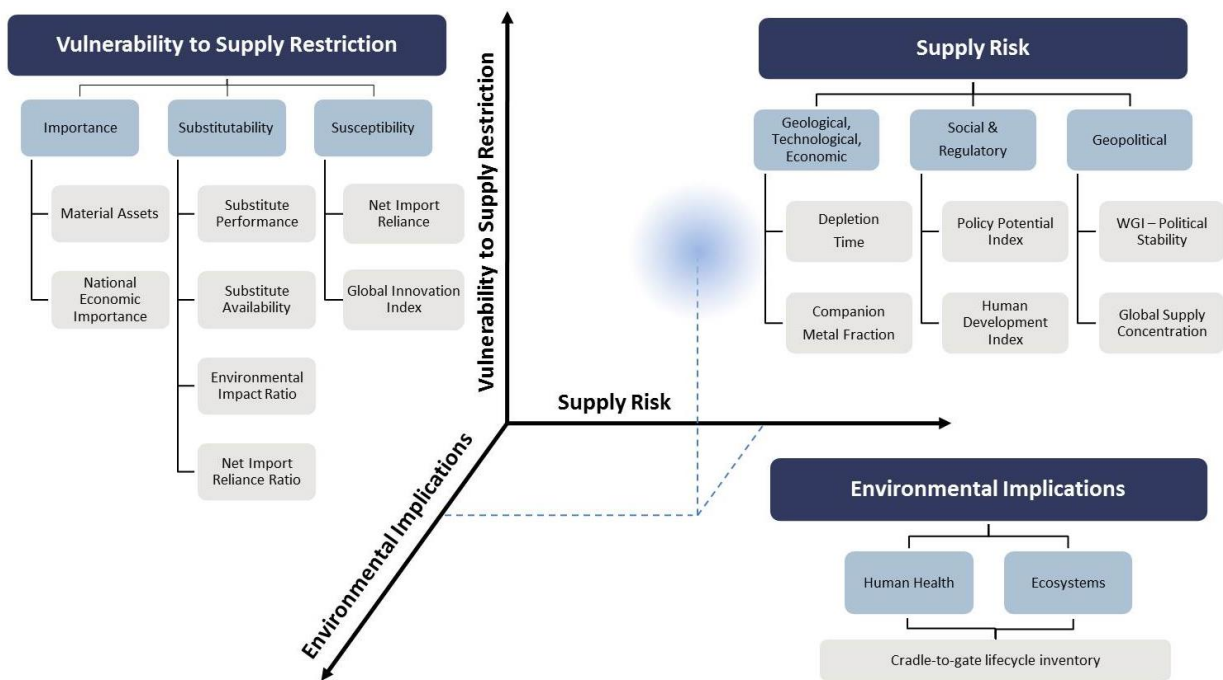 Vulnerability to Supply Restriction
Importance
Substitutability
Susceptibility
Material Assets
National
Economic
Importance
Substitute
Performance
Substitute
Availability
Environmental
Impact Ratio
Net Import
Reliance Ratio
Net Import
Reliance
Global Innovation
Index
Vulnerability to Supply Restriction
Supply Risk
Environmental Implications
Supply Risk
Geological,
Technological,
Economic
Social &
Regulatory
Geopolitical
Depletion
Time
Companion
Metal Fraction
Policy Potential
Index
Human
Development
Index
WGI – Political
Stability
Global Supply
Concentration
Environmental Implications
Human Health
Ecosystems
Cradle-to-gate lifecycle inventory